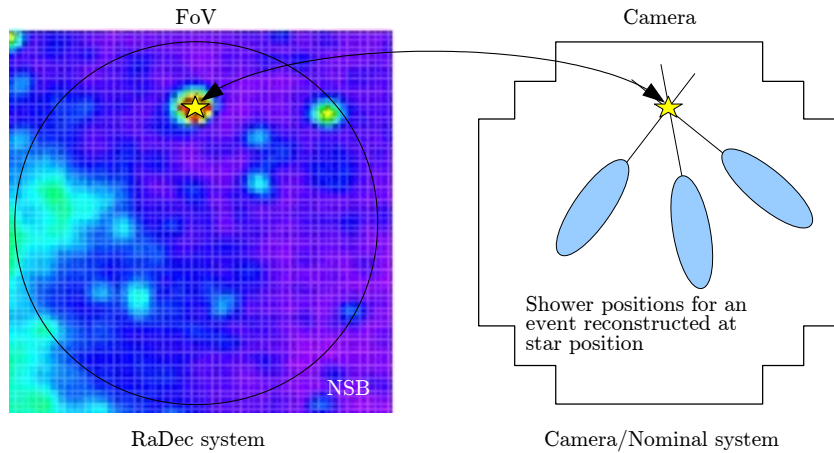 FoV
Camera
Shower positions for an
event reconstructed at
star position
NSB
RaDec system
Camera/Nominal system